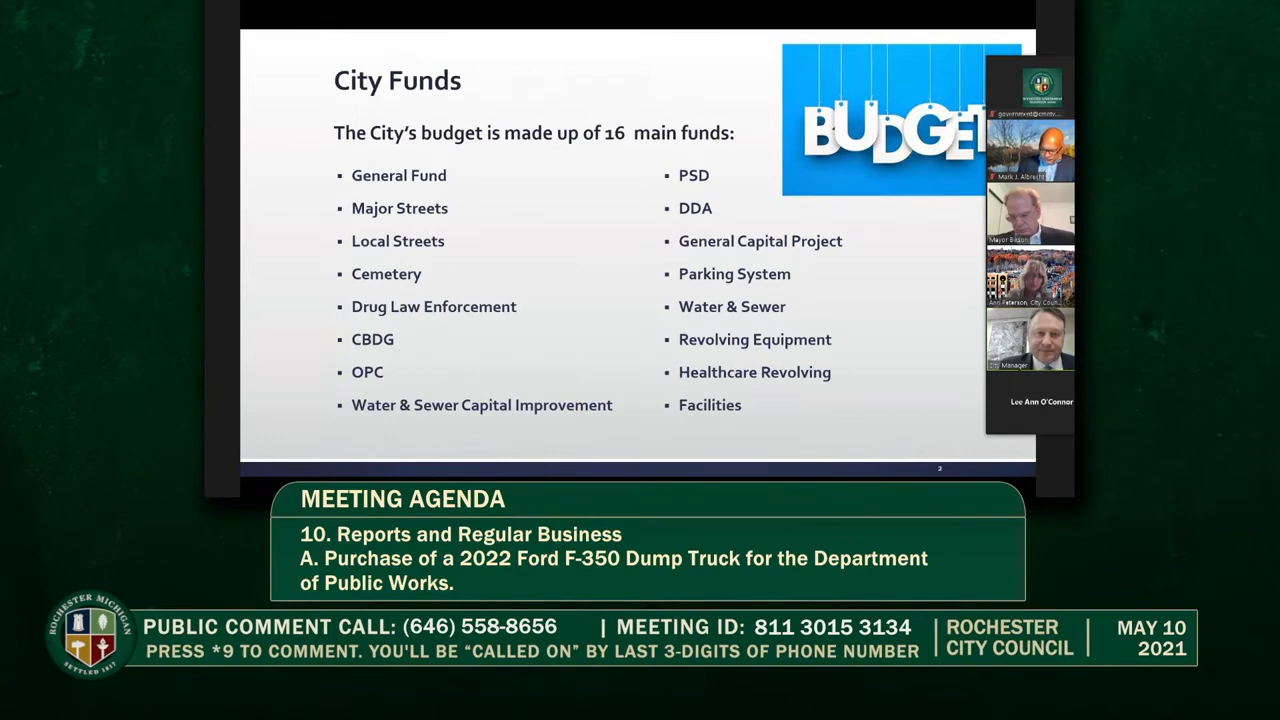 City Funds
The City's budget is made up of 16 main funds:
▪ General Fund
▪ Major Streets
▪ Local Streets
▪ Cemetery
▪ Drug Law Enforcement
▪ CBDG
▪ OPC
▪ Water & Sewer Capital Improvement
▪ PSD
▪ DDA
▪ General Capital Project
▪ Parking System
▪ Water & Sewer
▪ Revolving Equipment
▪ Healthcare Revolving
▪ Facilities
BUDGET
government@cmntv...
Mark J. Albrecht
Mayor Bikson
Ann Peterson, City Coun...
City Manager
Lee Ann O'Connor
2
MEETING AGENDA
10. Reports and Regular Business
A. Purchase of a 2022 Ford F-350 Dump Truck for the Department
of Public Works.
ROCHESTER MICHIGAN
SETTLED 1817
PUBLIC COMMENT CALL: (646) 558-8656 | MEETING ID: 811 3015 3134
PRESS *9 TO COMMENT. YOU'LL BE “CALLED ON” BY LAST 3-DIGITS OF PHONE NUMBER
ROCHESTER
CITY COUNCIL
MAY 10
2021